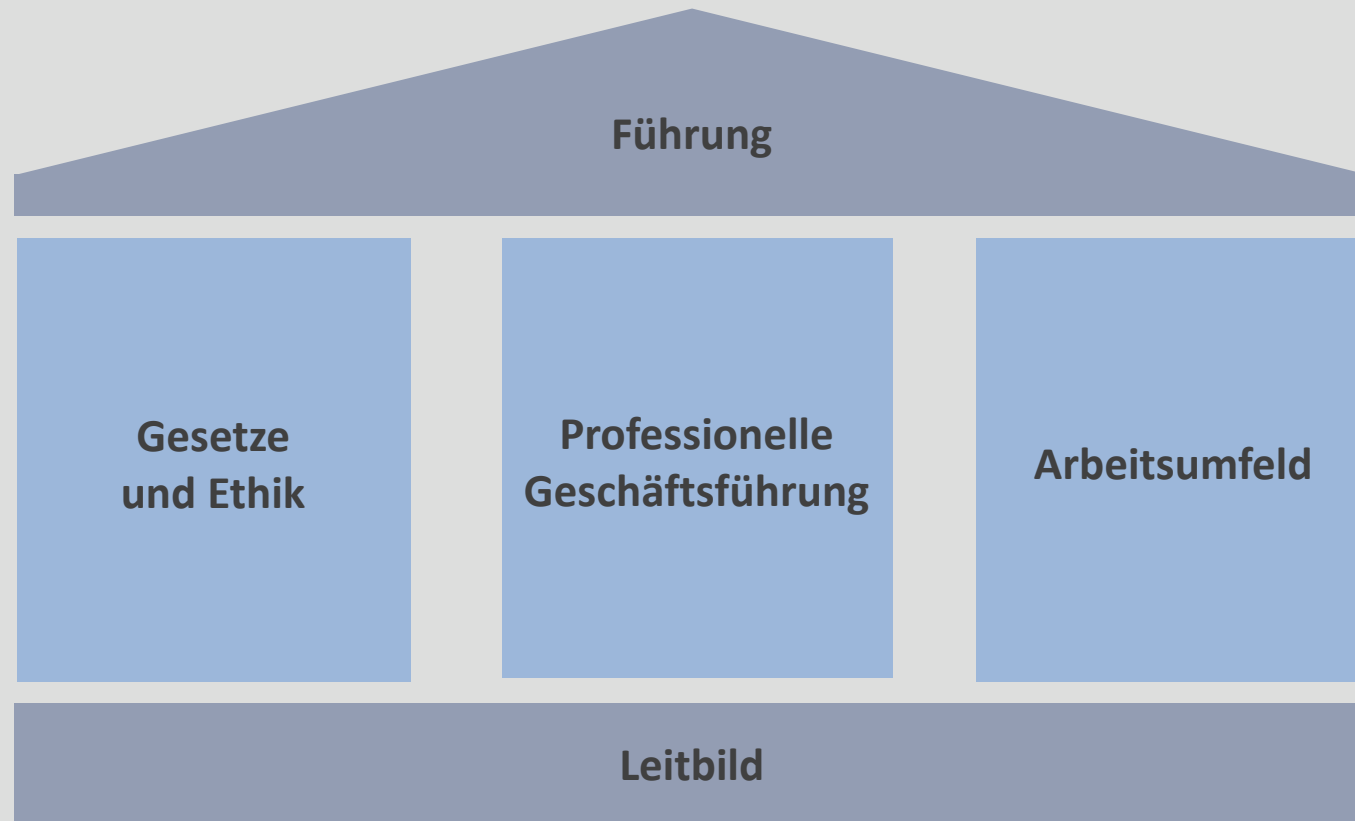 Führung
Gesetze
und Ethik
Professionelle
Geschäftsführung
Arbeitsumfeld
Leitbild